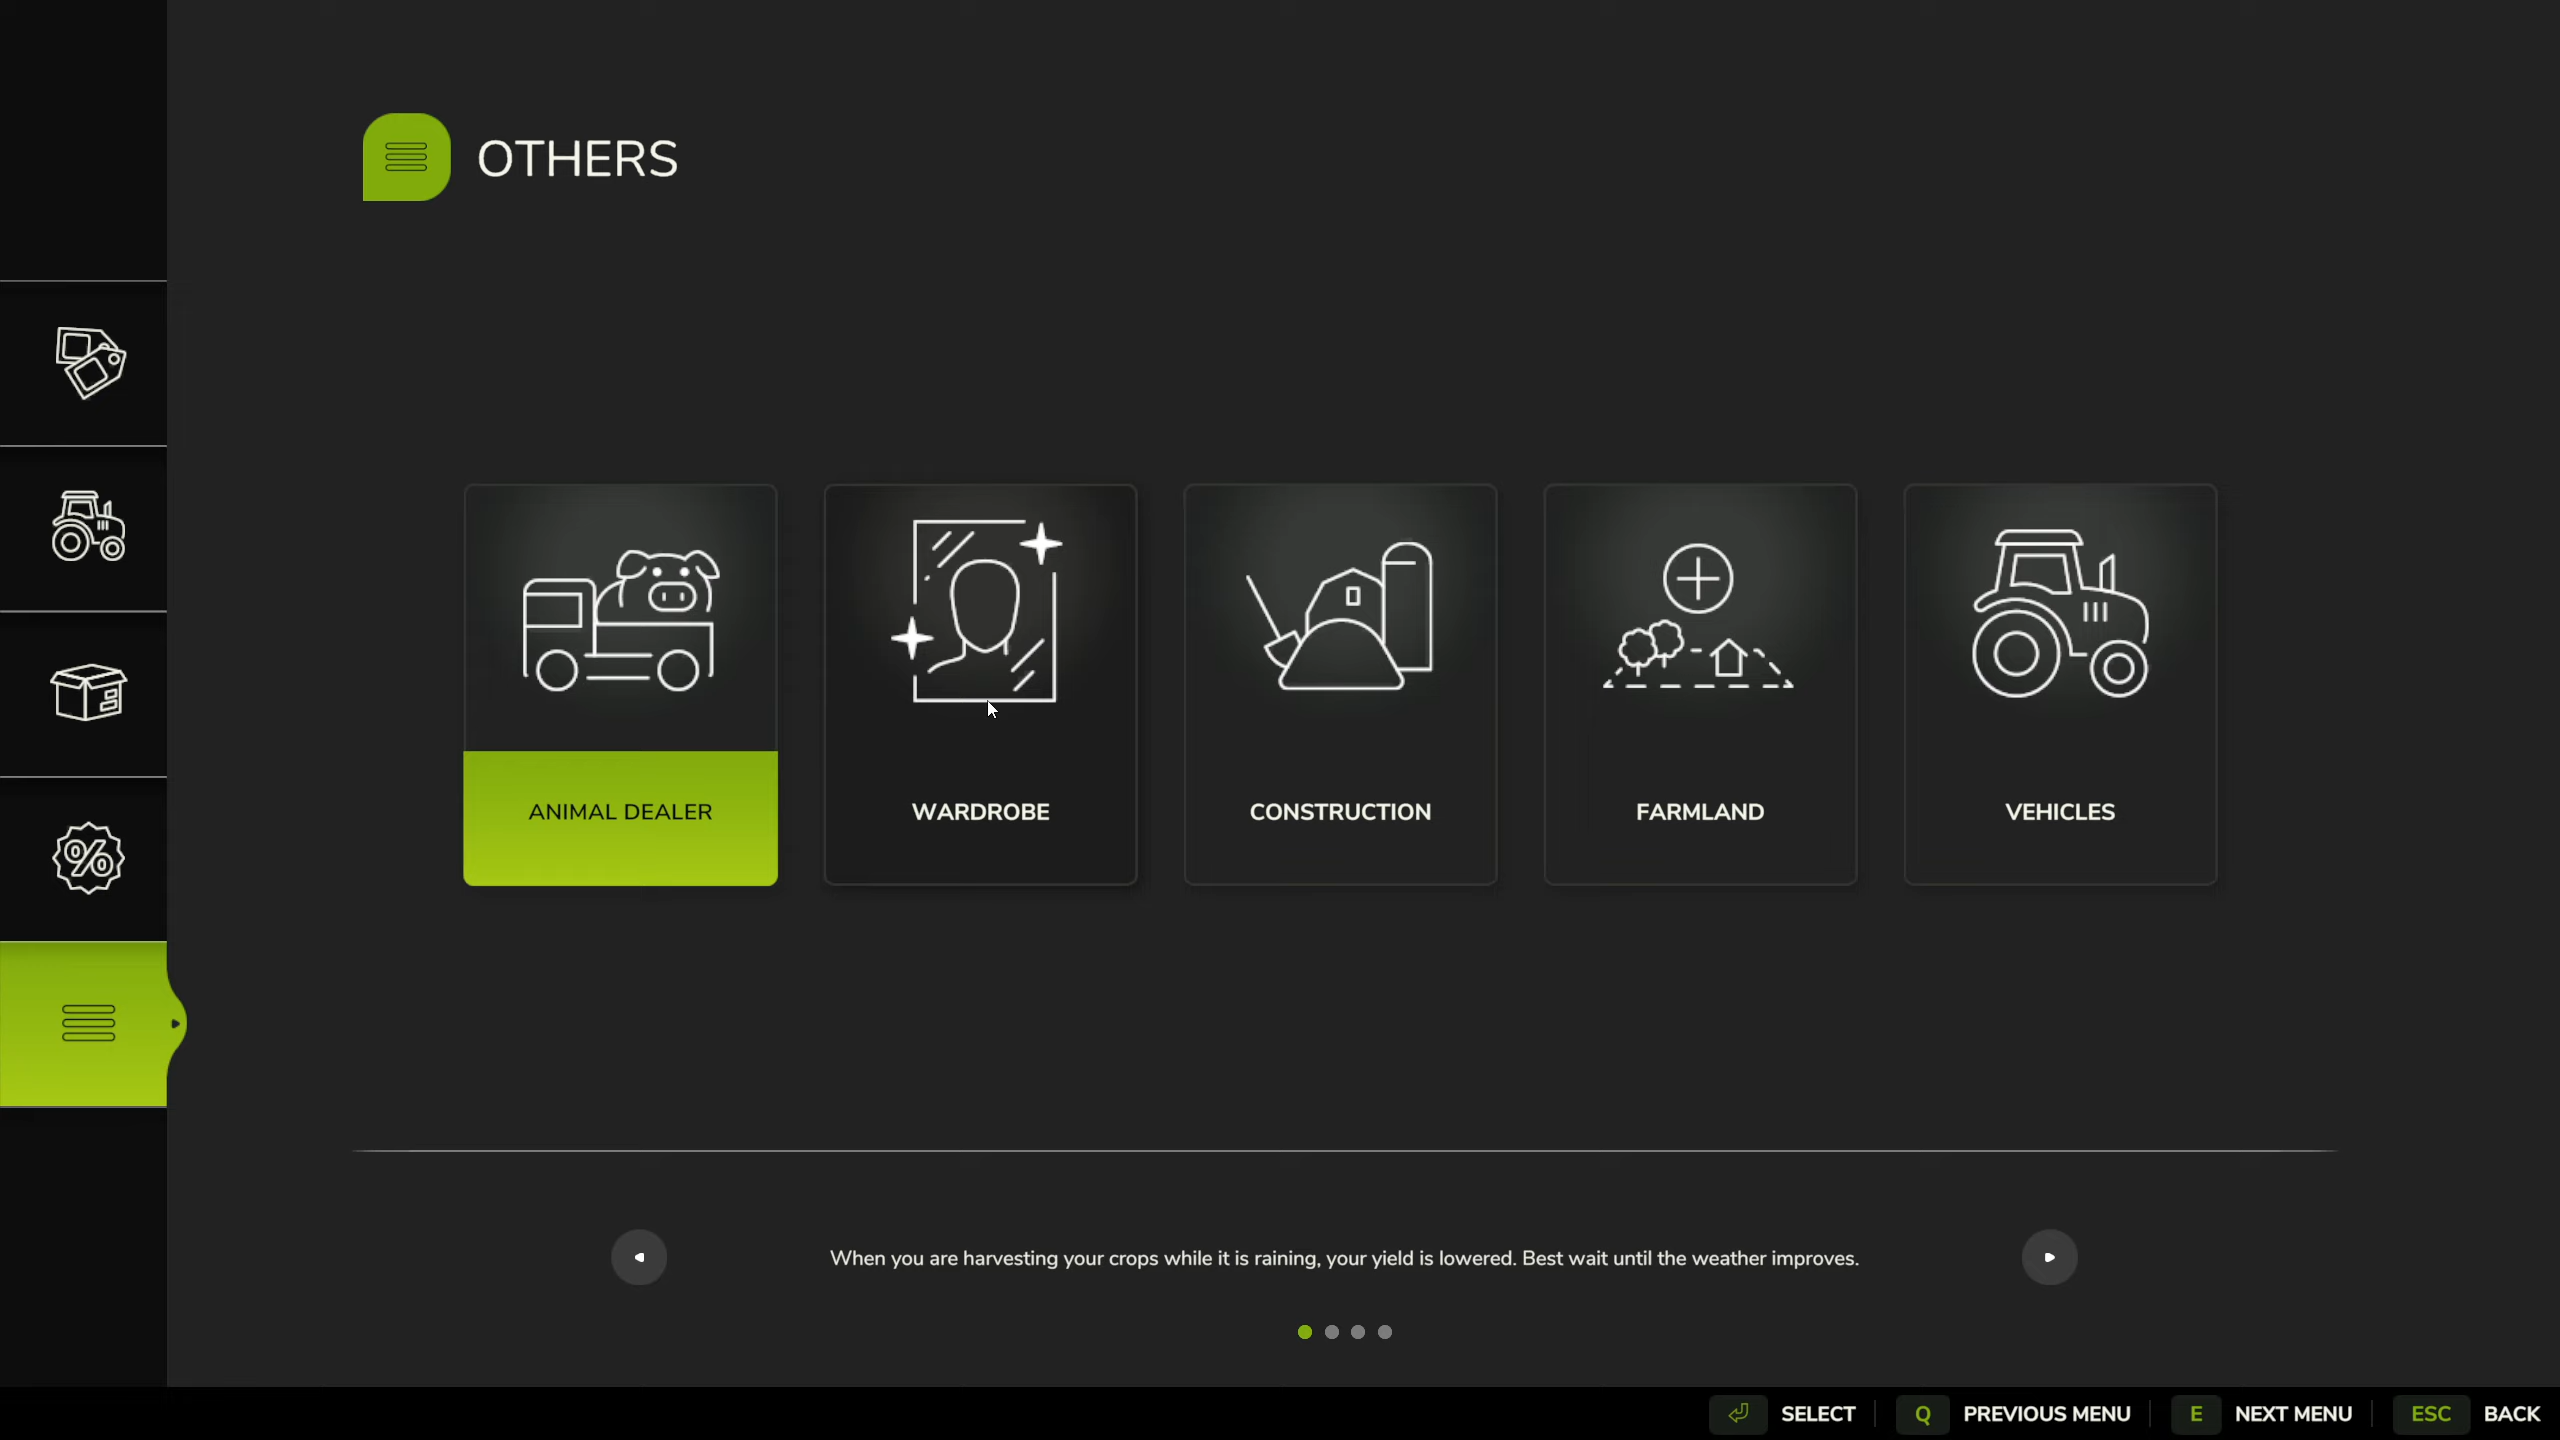 OTHERS
ANIMAL DEALER
WARDROBE
CONSTRUCTION
FARMLAND
VEHICLES
When you are harvesting your crops while it is raining, your yield is lowered. Best wait until the weather improves.
SELECT
Q PREVIOUS MENU
E NEXT MENU
ESC BACK